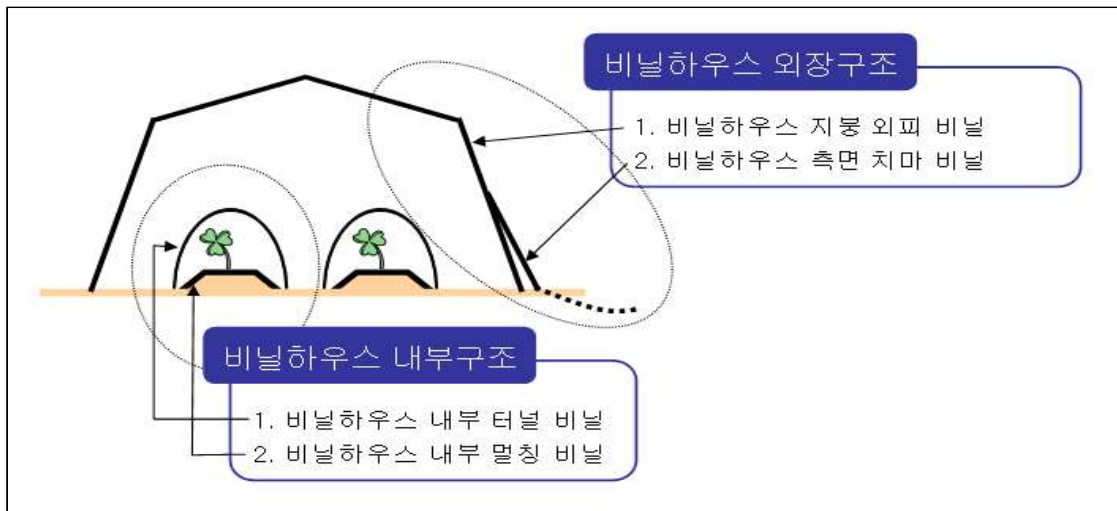 비닐하우스 외장구조
1. 비닐하우스 지붕 외피 비닐
2. 비닐하우스 측면 치마 비닐
비닐하우스 내부구조
1. 비닐하우스 내부 터널 비닐
2. 비닐하우스 내부 멀칭 비닐